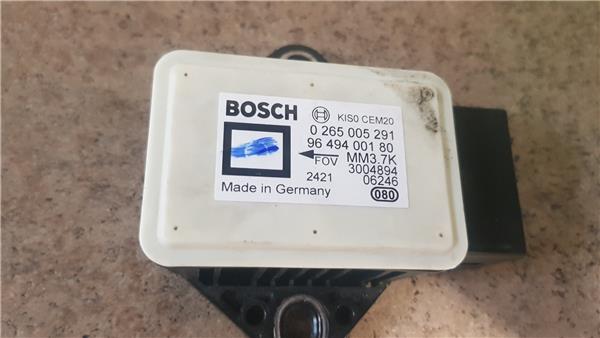 BOSCH KIS0 CEM20
0 265 005 291
96 494 001 80
FOV MM3.7K
3004894
2421 06246
Made in Germany 080